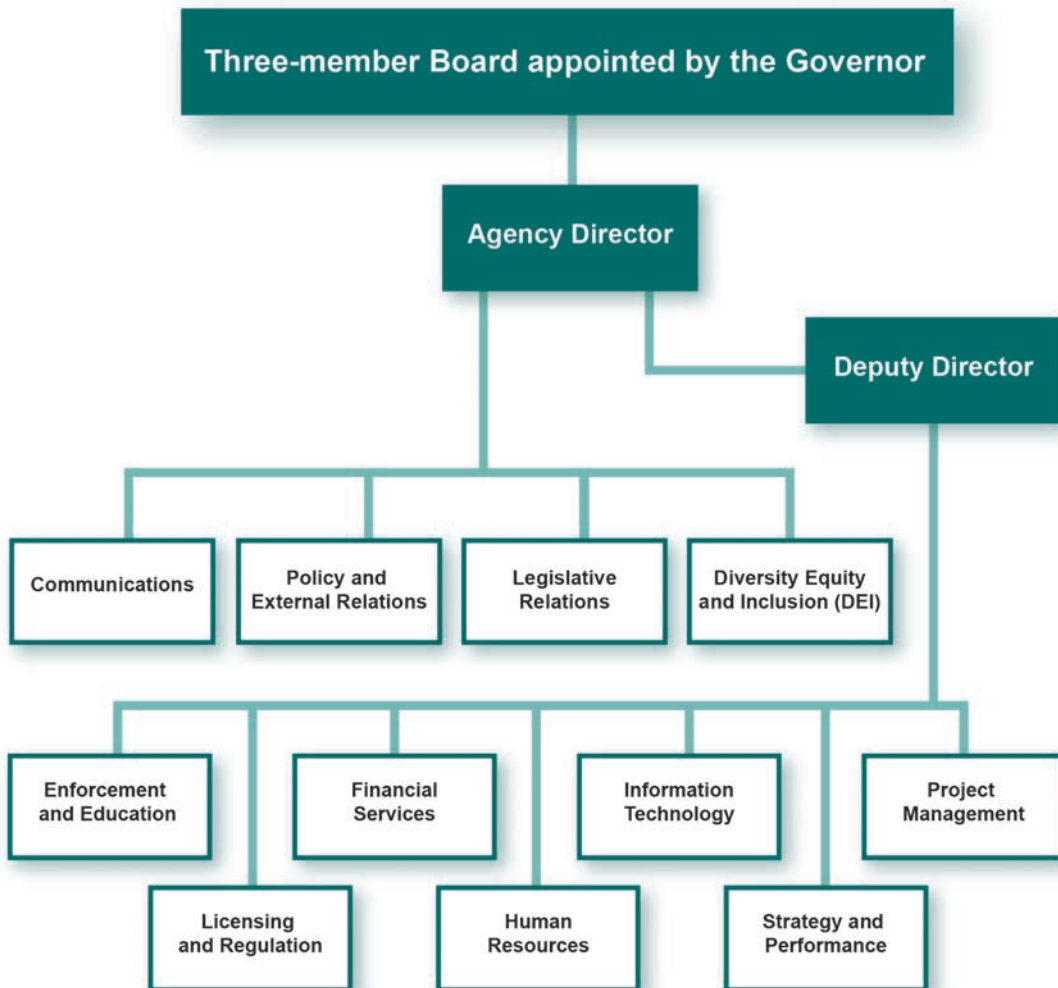 Three-member Board appointed by the Governor
Agency Director
Deputy Director
Communications
Policy and
External Relations
Legislative
Relations
Diversity Equity
and Inclusion (DEI)
Enforcement
and Education
Financial
Services
Information
Technology
Project
Management
Licensing
and Regulation
Human
Resources
Strategy and
Performance